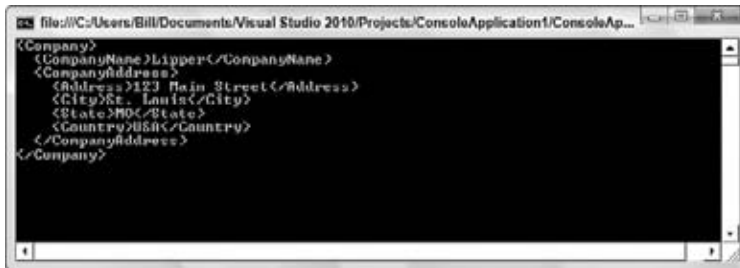 file:///C:/Users/Bill/Documents/Visual Studio 2010/Projects/ConsoleApplication1/ConsoleAp...
<Company>
  <CompanyName>Lipper</CompanyName>
  <CompanyAddress>
    <Address>123 Main Street</Address>
    <City>St. Louis</City>
    <State>MO</State>
    <Country>USA</Country>
  </CompanyAddress>
</Company>